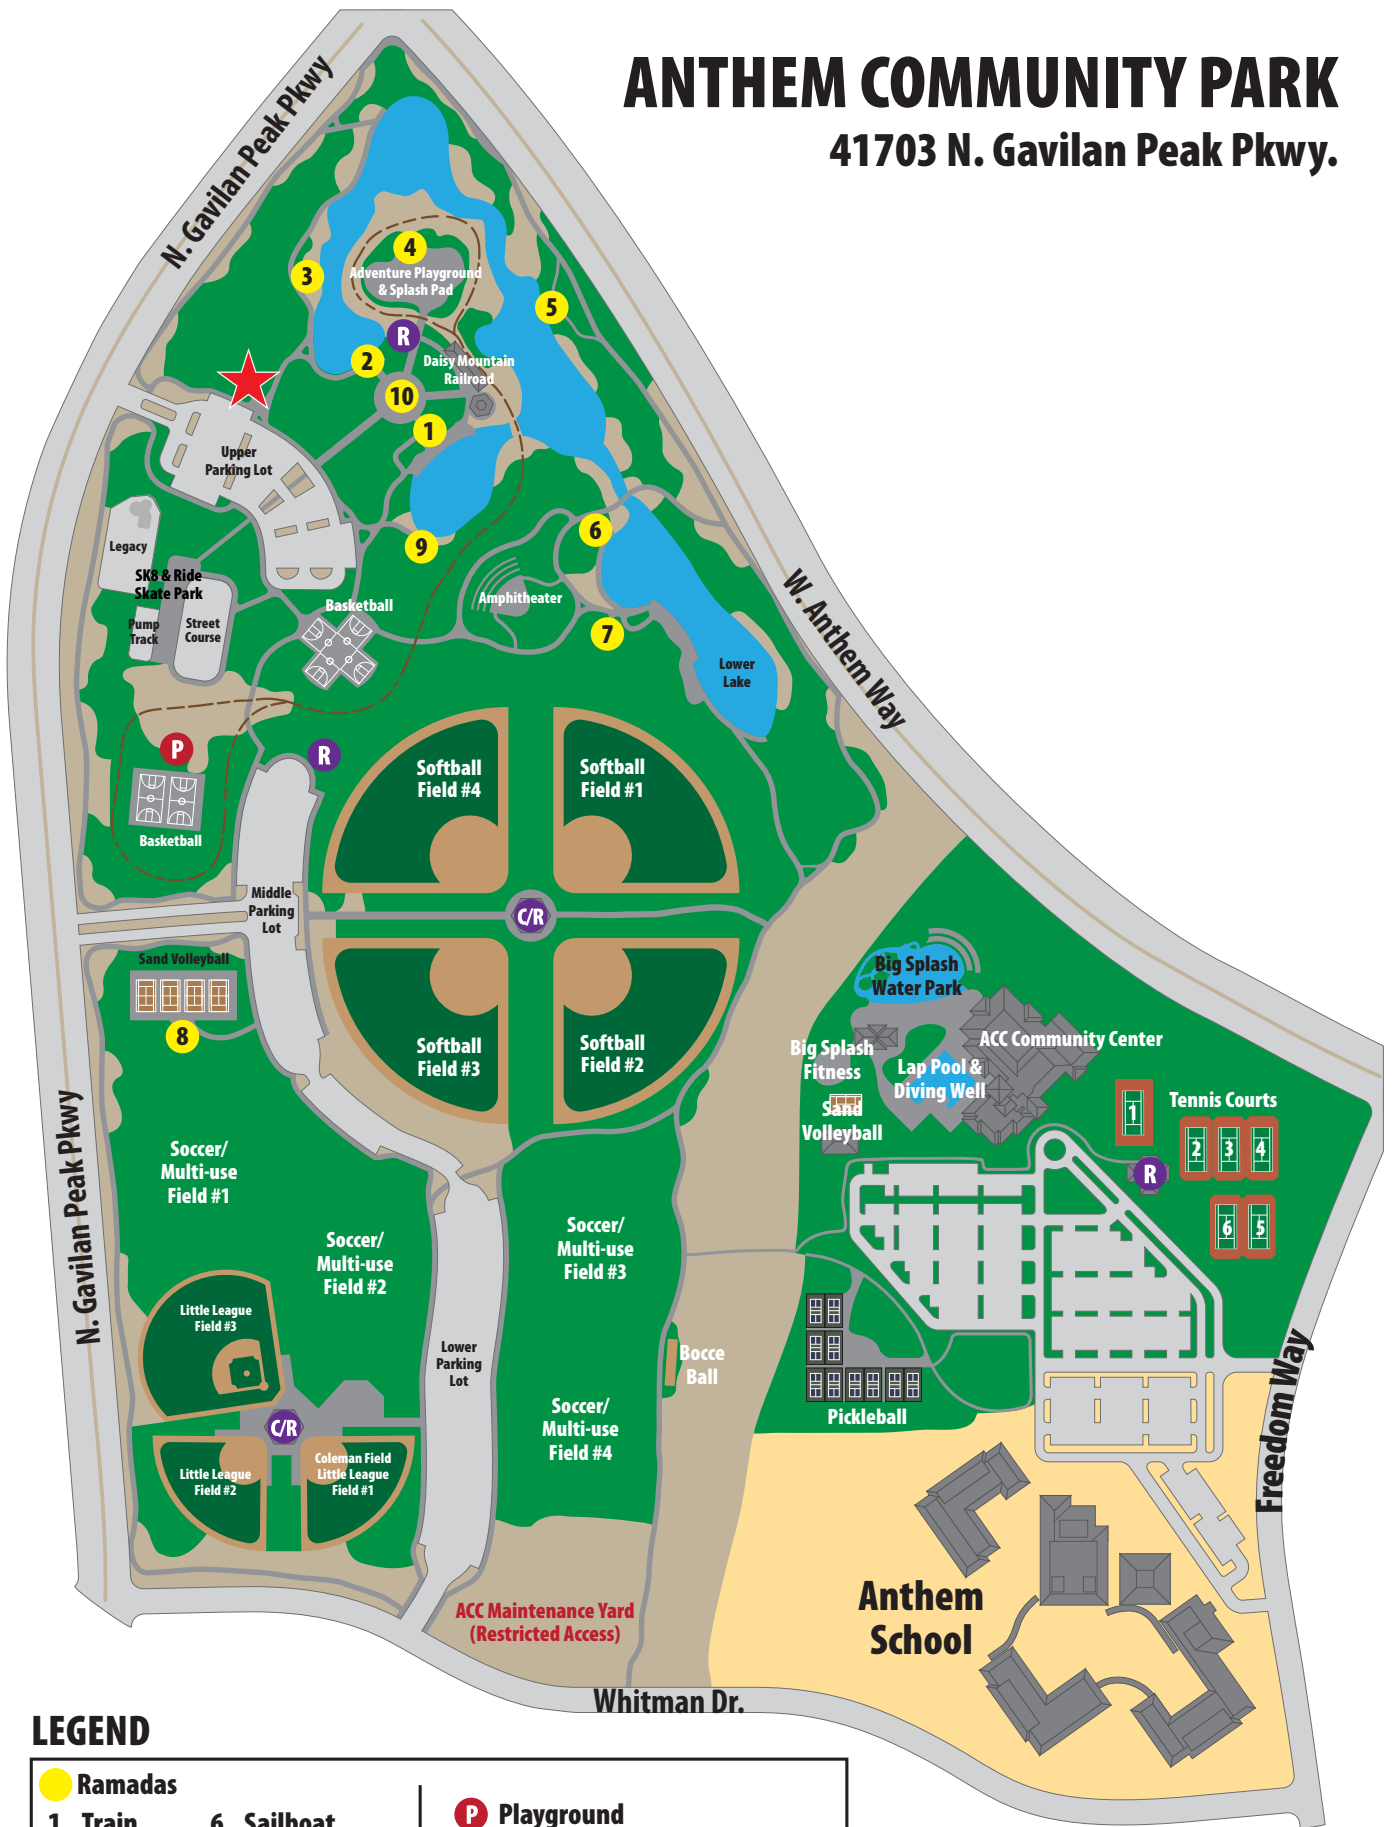 ANTHEM COMMUNITY PARK
41703 N. Gavilan Peak Pkwy.
N. Gavilan Peak Pkwy
4
Adventure Playground
& Splash Pad
3
5
R
2
Daisy Mountain
Railroad
10
1
Upper
Parking Lot
6
9
Legacy
SK8 & Ride
Skate Park
Pump
Track
Street
Course
Basketball
Amphitheater
7
W. Anthem Way
Lower
Lake
P
R
Basketball
Softball
Field #4
Softball
Field #1
Middle
Parking
Lot
C/R
Sand Volleyball
8
Softball
Field #3
Softball
Field #2
Big Splash
Water Park
ACC Community Center
Big Splash
Fitness
Lap Pool &
Diving Well
Sand
Volleyball
Tennis Courts
1
2
3
4
R
6
5
N. Gavilan Peak Pkwy
Soccer/
Multi-use
Field #1
Soccer/
Multi-use
Field #2
Soccer/
Multi-use
Field #3
Little League
Field #3
Lower
Parking
Lot
Bocce
Ball
Soccer/
Multi-use
Field #4
Pickleball
Freedom Way
C/R
Little League
Field #2
Coleman Field
Little League
Field #1
Anthem
School
ACC Maintenance Yard
(Restricted Access)
Whitman Dr.
LEGEND
Ramadas
1 Train
6 Sailboat
P Playground